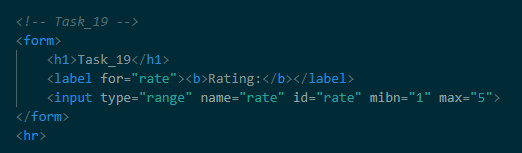 <!-- Task_19 -->
<form>
<h1>Task_19</h1>
<label for="rate"><b>Rating:</b></label>
<input type="range" name="rate" id="rate" mibn="1" max="5">
</form>
<hr>